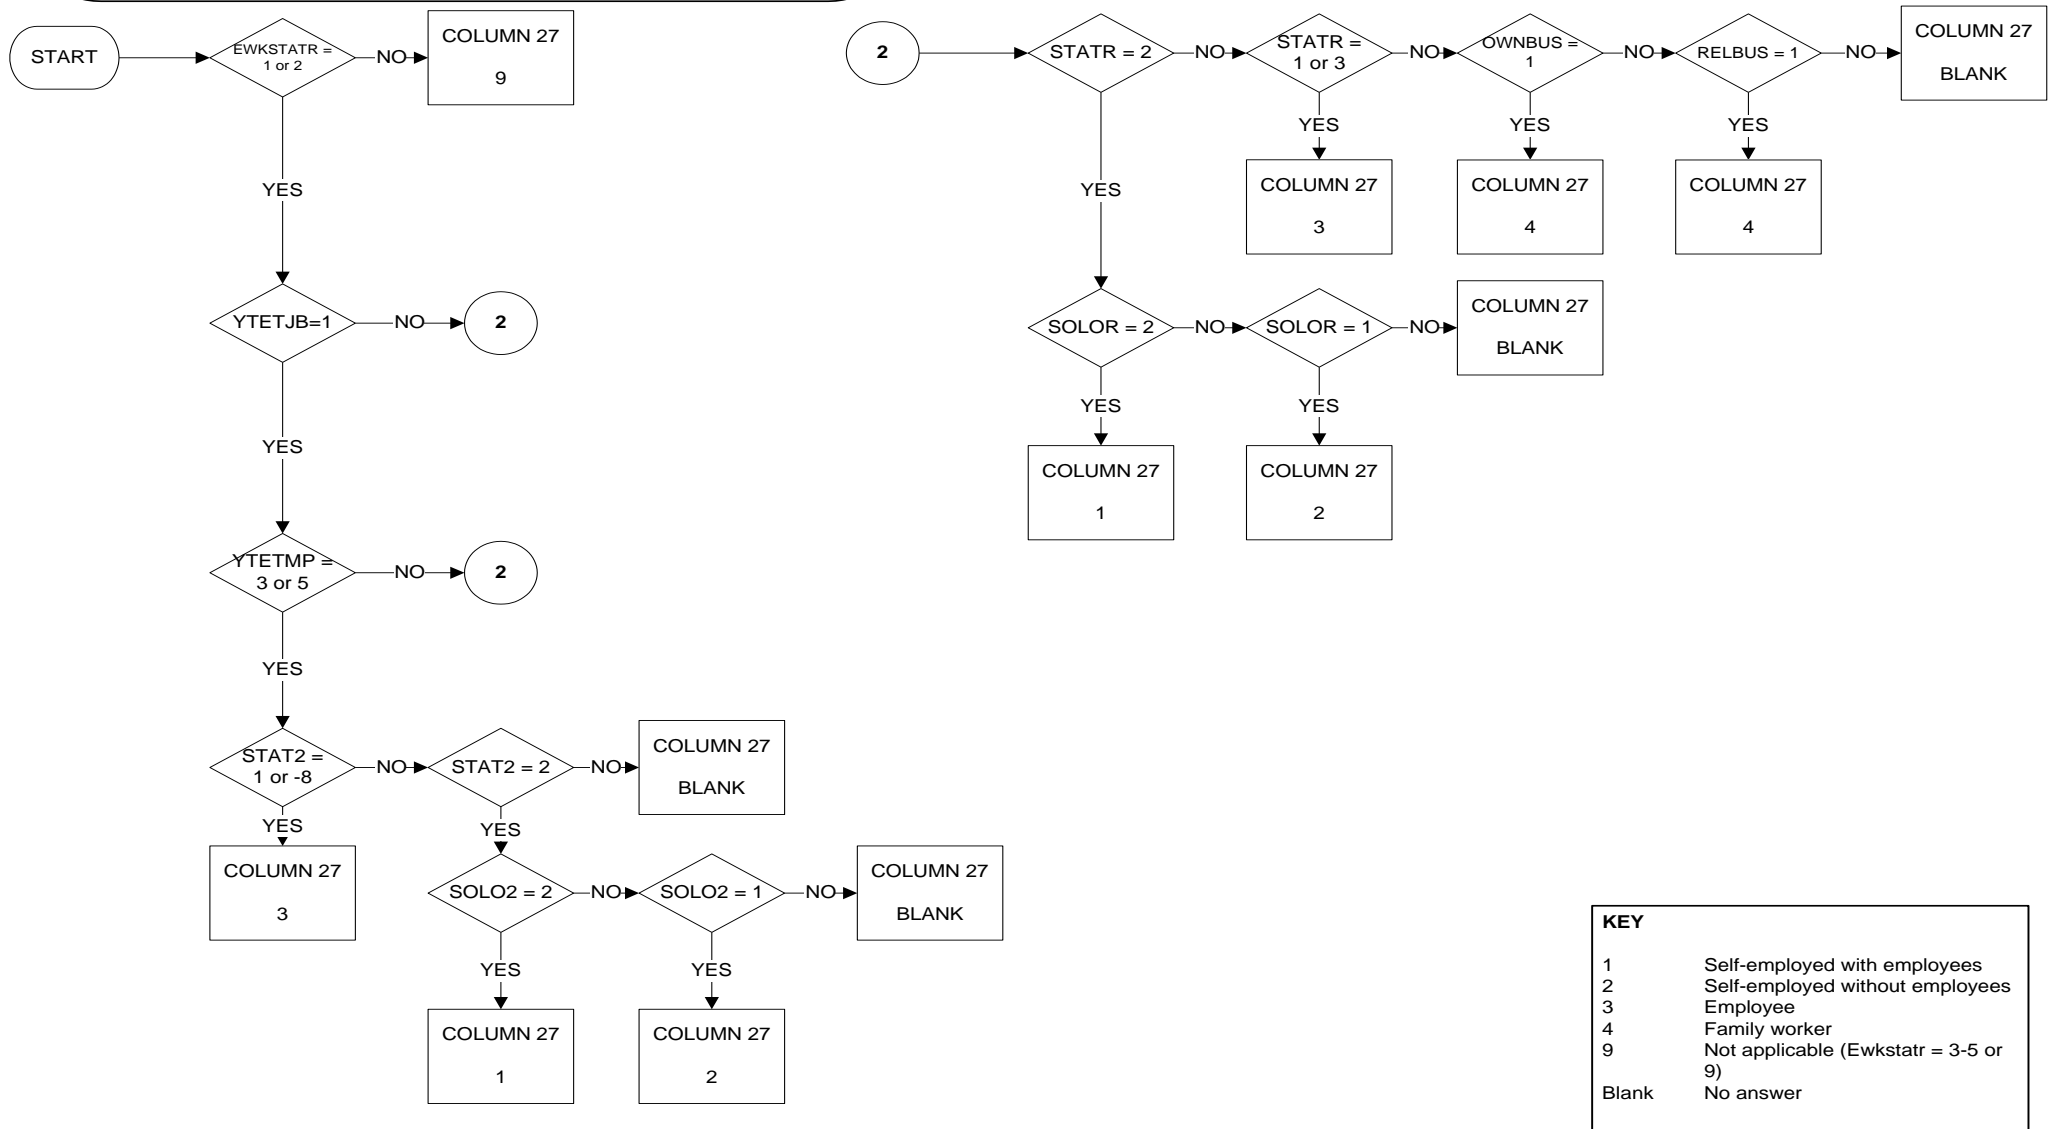 START
EWKSTATR =
1 or 2
NO
COLUMN 27
9
YES
YTETJB=1
NO
2
YES
YTETMP =
3 or 5
NO
2
YES
STAT2 =
1 or -8
NO
STAT2 = 2
NO
COLUMN 27
BLANK
YES
COLUMN 27
3
YES
SOLO2 = 2
NO
SOLO2 = 1
NO
COLUMN 27
BLANK
YES
COLUMN 27
1
YES
COLUMN 27
2
2
STATR = 2
NO
STATR =
1 or 3
NO
OWNBUS =
1
NO
RELBUS = 1
NO
COLUMN 27
BLANK
YES
COLUMN 27
3
YES
COLUMN 27
4
YES
COLUMN 27
4
YES
SOLOR = 2
NO
SOLOR = 1
NO
COLUMN 27
BLANK
YES
COLUMN 27
1
YES
COLUMN 27
2
KEY
1 Self-employed with employees
2 Self-employed without employees
3 Employee
4 Family worker
9 Not applicable (Ewkstatr = 3-5 or
9)
Blank No answer